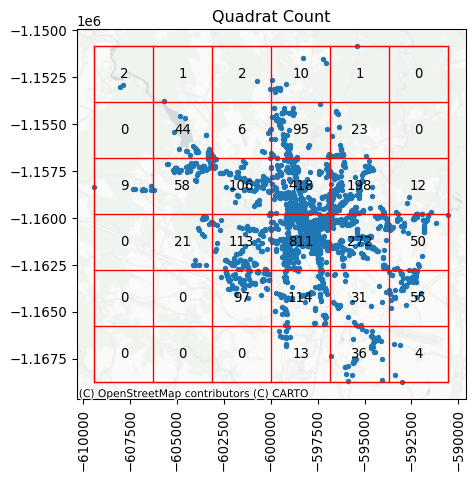 1e6
Quadrat Count
−1.1500
2 1 2 10 1 0
−1.1525
0 44 6 95 23 0
−1.1550
−1.1575
9 58 106 418 198 12
−1.1600
0 21 113 811 272 50
−1.1625
0 0 97 114 31 55
−1.1650
0 0 0 13 36 4
−1.1675
(C) OpenStreetMap contributors (C) CARTO
−610000 −607500 −605000 −602500 −600000 −597500 −595000 −592500 −590000